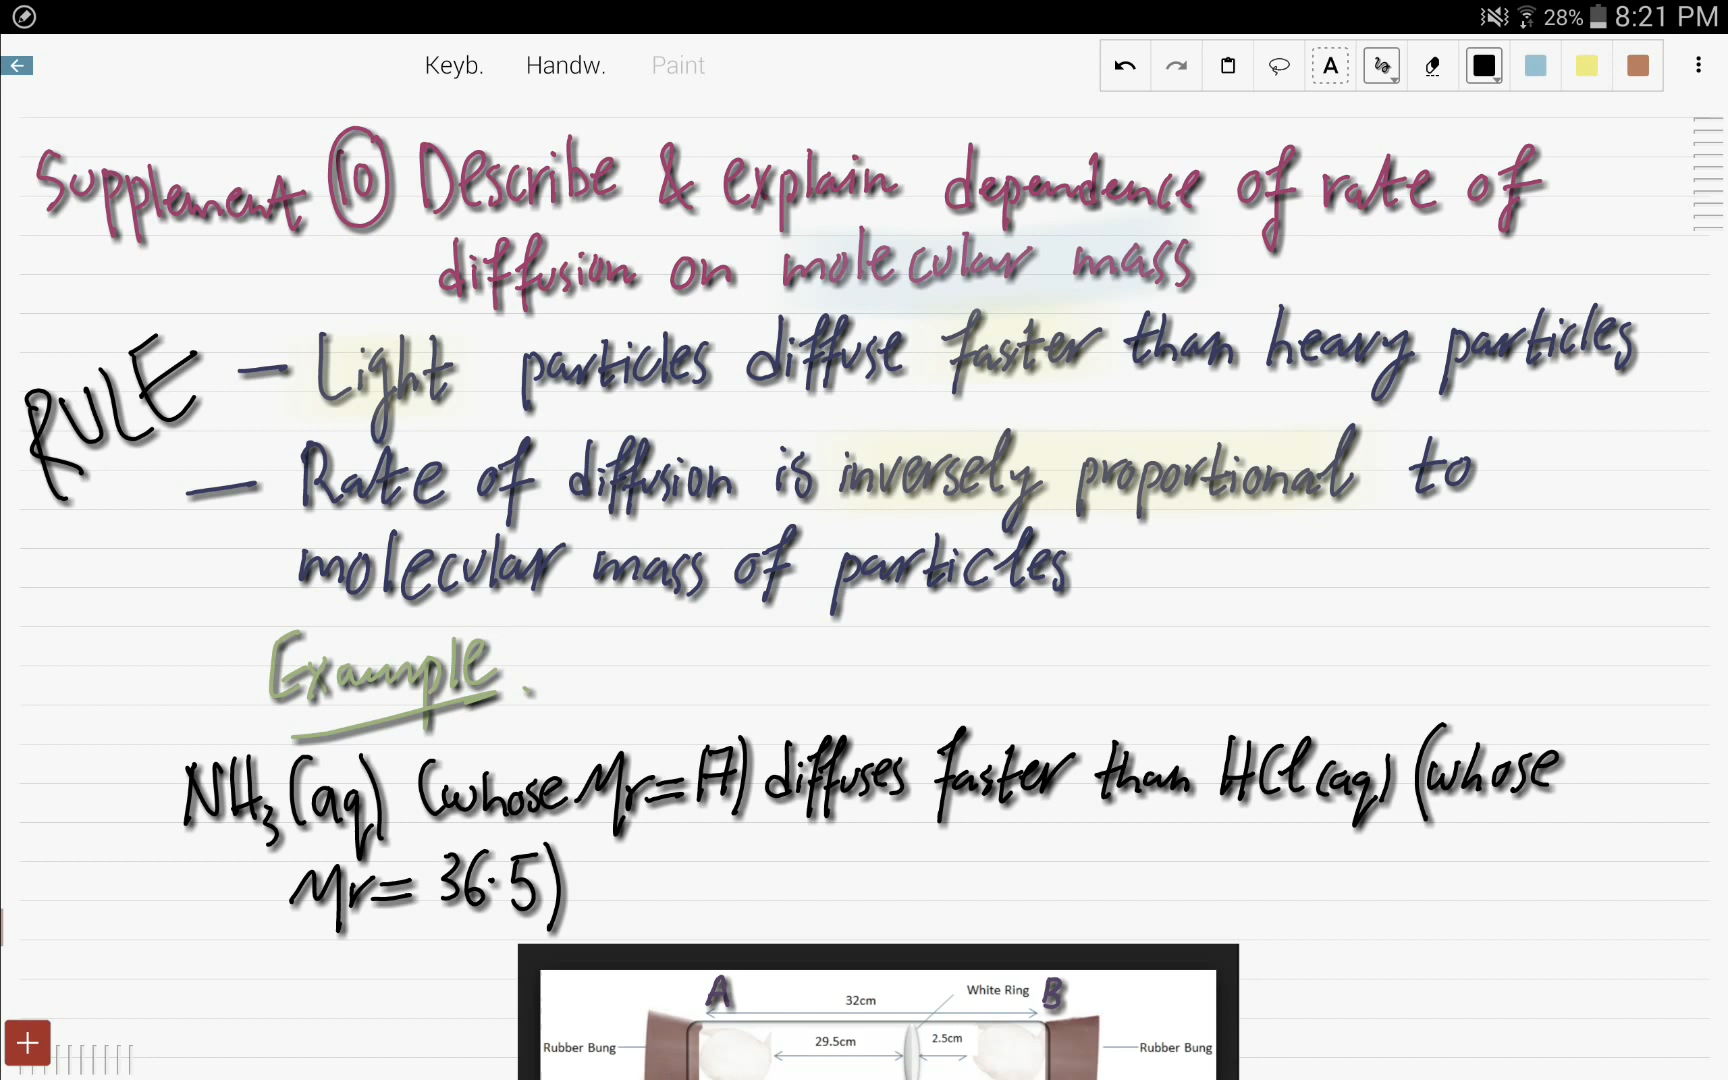 28% 8:21 PM
Keyb. Handw. Paint A
Supplement 10 Describe & explain dependence of rate of
diffusion on molecular mass
RULE
- Light particles diffuse faster than heavy particles
- Rate of diffusion is inversely proportional to
molecular mass of particles
Example.
NH₃(aq) (whose Mr=17) diffuses faster than HCl(aq) (whose
Mr= 36.5)
A 32cm White Ring B
Rubber Bung 29.5cm 2.5cm Rubber Bung